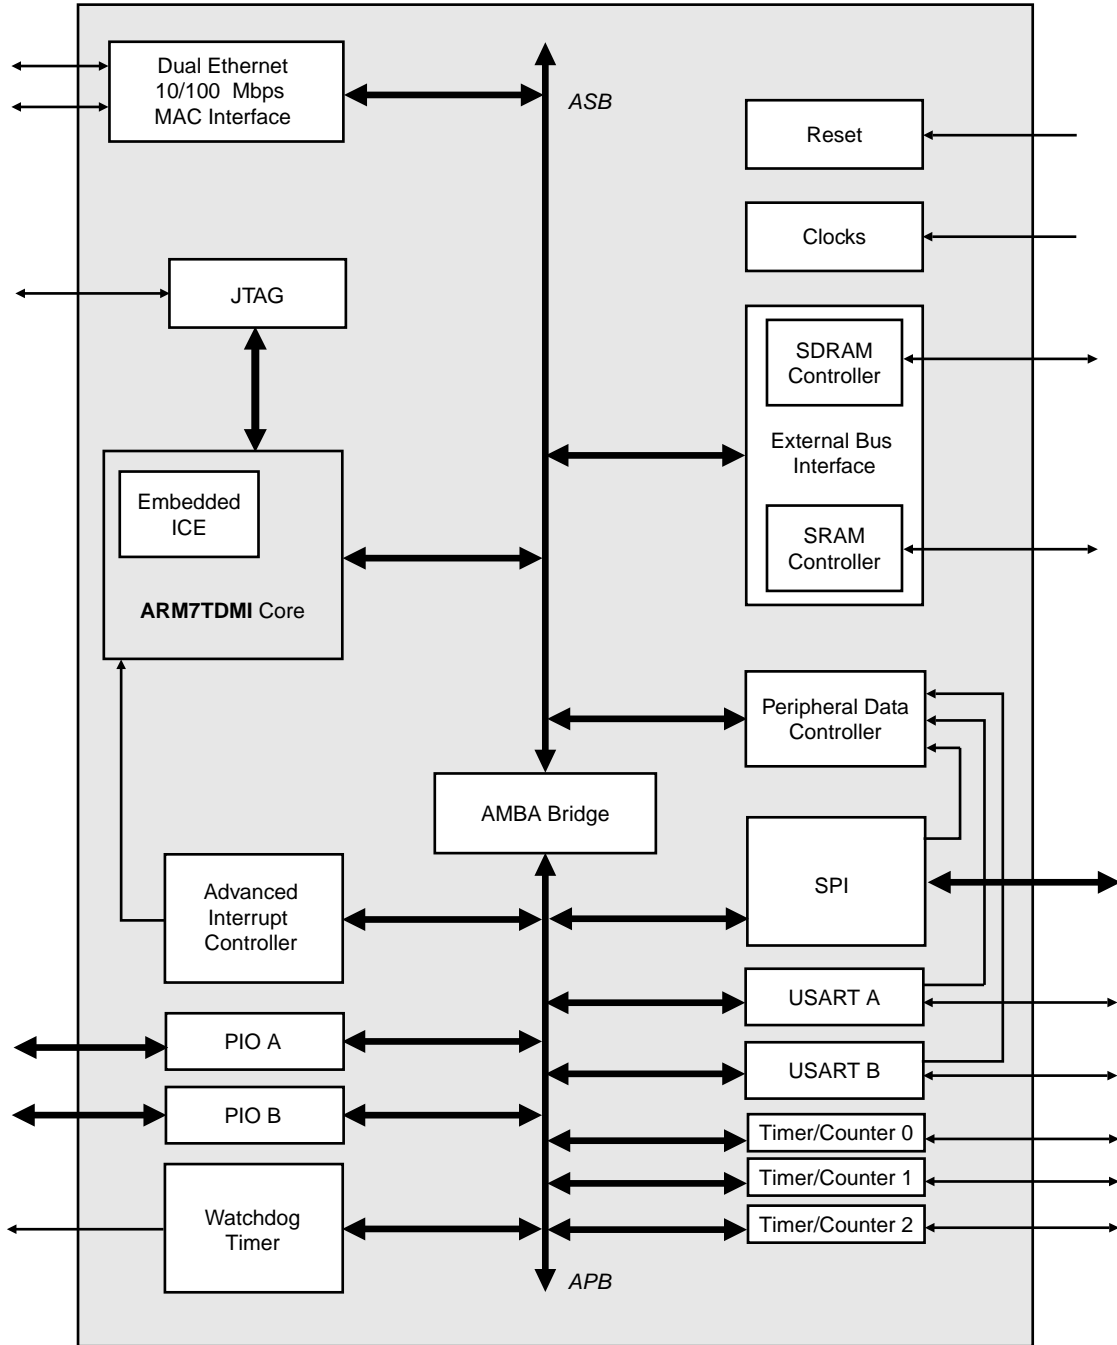 Dual Ethernet
10/100 Mbps
MAC Interface
ASB
Reset
Clocks
JTAG
SDRAM
Controller
External Bus
Interface
SRAM
Controller
Embedded
ICE
ARM7TDMI Core
Peripheral Data
Controller
AMBA Bridge
SPI
Advanced
Interrupt
Controller
USART A
PIO A
USART B
PIO B
Timer/Counter 0
Timer/Counter 1
Watchdog
Timer
Timer/Counter 2
APB